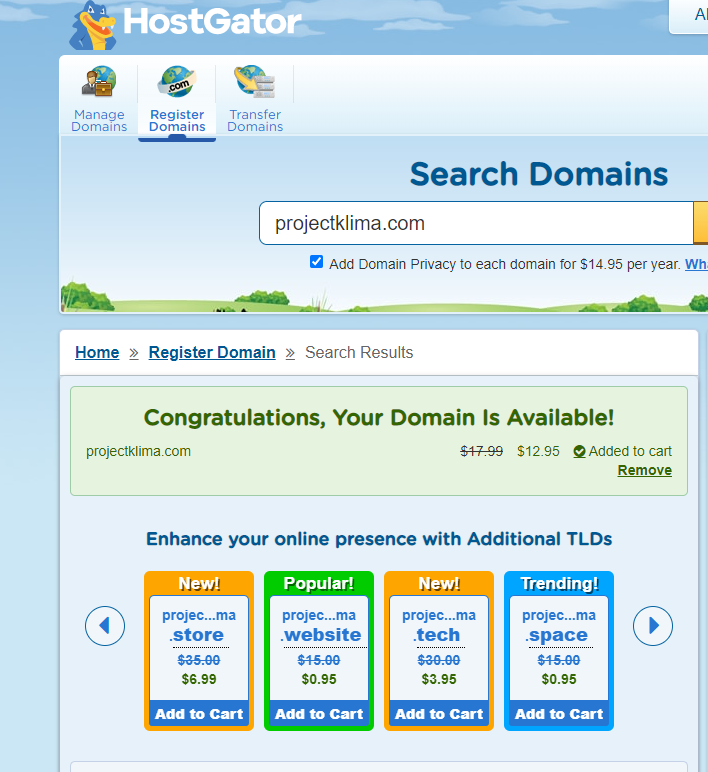 HostGator
Manage Domains
Register Domains
Transfer Domains
.com
Search Domains
projectklima.com
Add Domain Privacy to each domain for $14.95 per year.
Home » Register Domain » Search Results
Congratulations, Your Domain Is Available!
projectklima.com $17.99 $12.95 Added to cart
Remove
Enhance your online presence with Additional TLDs
New! Popular! New! Trending!
projec...ma projec...ma projec...ma projec...ma
.store .website .tech .space
$35.00 $15.00 $30.00 $15.00
$6.99 $0.95 $3.95 $0.95
Add to Cart Add to Cart Add to Cart Add to Cart